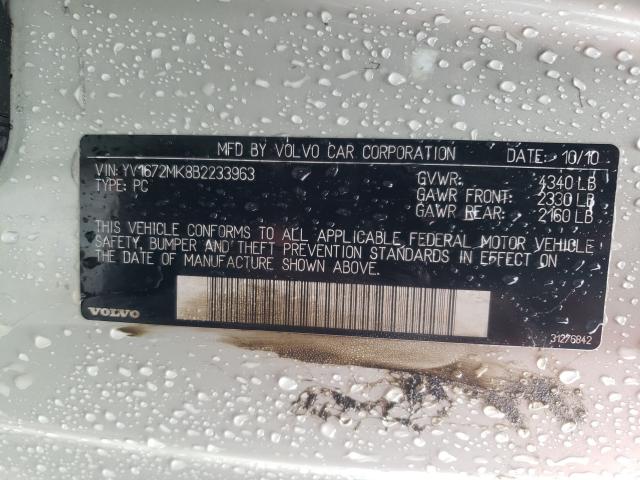 MFD BY VOLVO CAR CORPORATION DATE: 10/10
VIN: YV1672MK8B2233963 GVWR: 4340 LB
TYPE: PC GAWR FRONT: 2330 LB
GAWR REAR: 2160 LB
THIS VEHICLE CONFORMS TO ALL APPLICABLE FEDERAL MOTOR VEHICLE
SAFETY, BUMPER AND THEFT PREVENTION STANDARDS IN EFFECT ON
THE DATE OF MANUFACTURE SHOWN ABOVE.
VOLVO
31276842